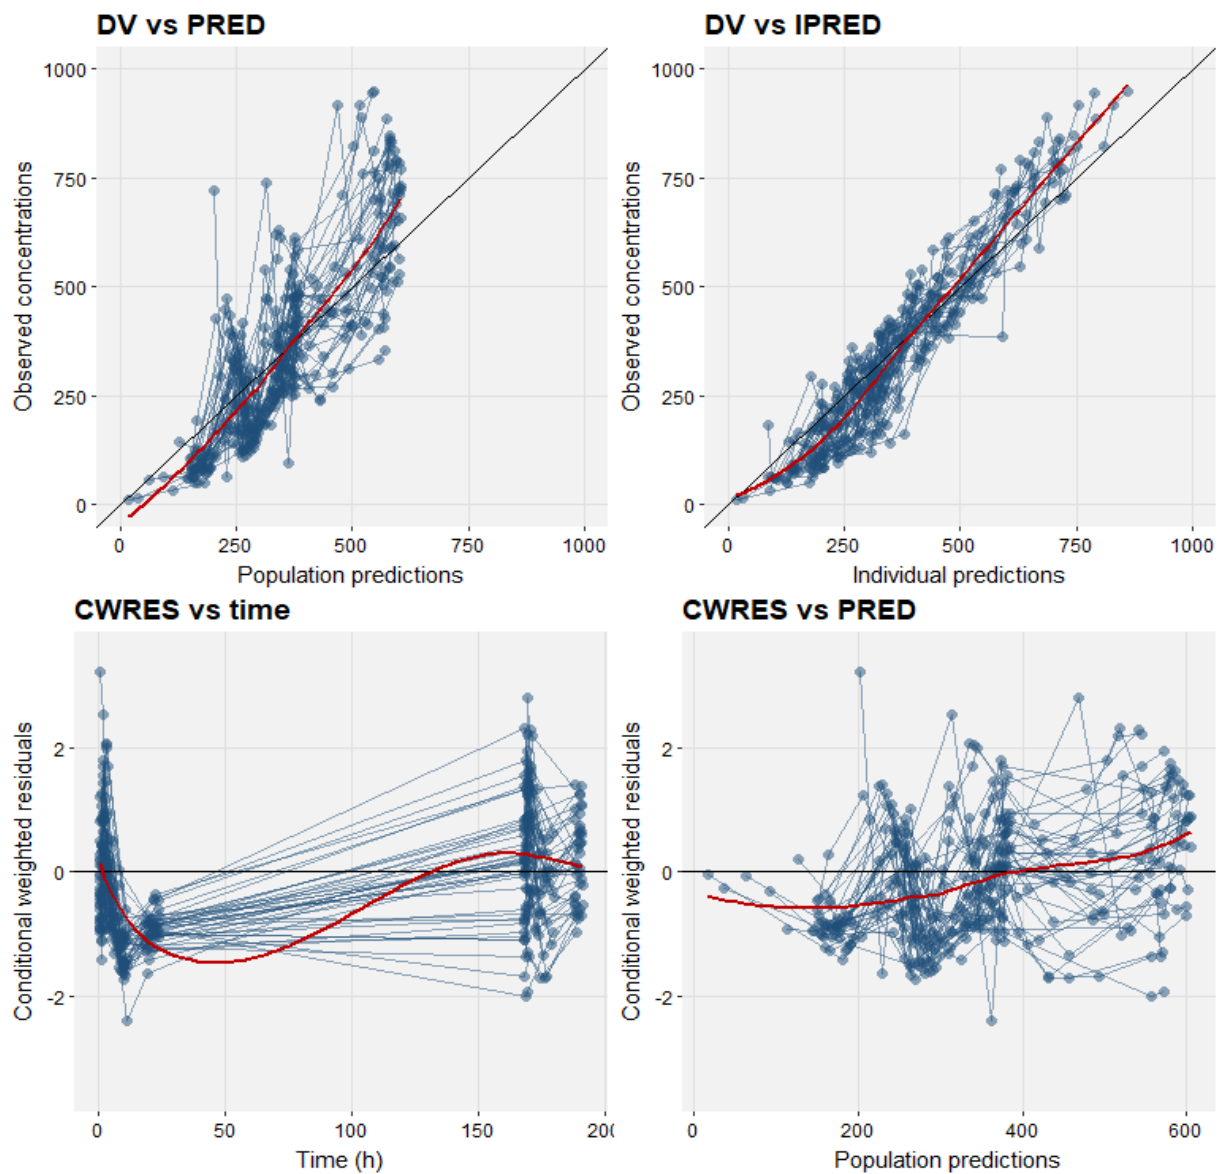 DV vs PRED
1000
750
500
250
0
Observed concentrations
0 250 500 750 1000
Population predictions
DV vs IPRED
1000
750
500
250
0
Observed concentrations
0 250 500 750 1000
Individual predictions
CWRES vs time
2
0
-2
Conditional weighted residuals
0 50 100 150 200
Time (h)
CWRES vs PRED
2
0
-2
Conditional weighted residuals
0 200 400 600
Population predictions